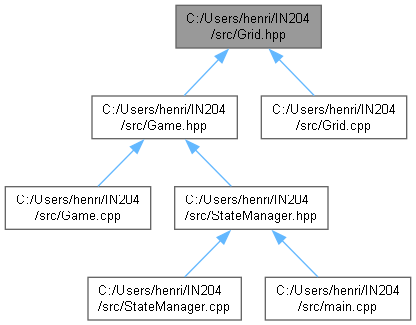 C:/Users/henri/IN204
/src/Grid.hpp
C:/Users/henri/IN204
/src/Game.hpp
C:/Users/henri/IN204
/src/Grid.cpp
C:/Users/henri/IN204
/src/Game.cpp
C:/Users/henri/IN204
/src/StateManager.hpp
C:/Users/henri/IN204
/src/StateManager.cpp
C:/Users/henri/IN204
/src/main.cpp